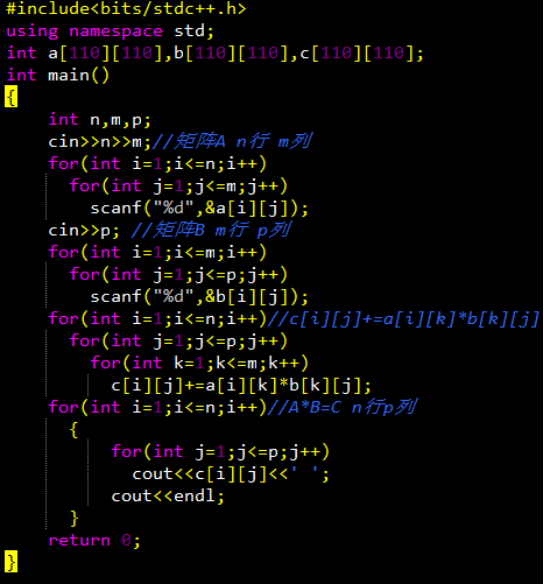 #include<bits/stdc++.h>
using namespace std;
int a[110][110],b[110][110],c[110][110];
int main()
{
    int n,m,p;
    cin>>n>>m;//矩阵A n行 m列
    for(int i=1;i<=n;i++)
      for(int j=1;j<=m;j++)
        scanf("%d",&a[i][j]);
    cin>>p; //矩阵B m行 p列
    for(int i=1;i<=m;i++)
      for(int j=1;j<=p;j++)
        scanf("%d",&b[i][j]);
    for(int i=1;i<=n;i++)//c[i][j]+=a[i][k]*b[k][j]
      for(int j=1;j<=p;j++)
        for(int k=1;k<=m;k++)
          c[i][j]+=a[i][k]*b[k][j];
    for(int i=1;i<=n;i++)//A*B=C n行p列
      {
          for(int j=1;j<=p;j++)
            cout<<c[i][j]<<' ';
          cout<<endl;
      }
    return 0;
}